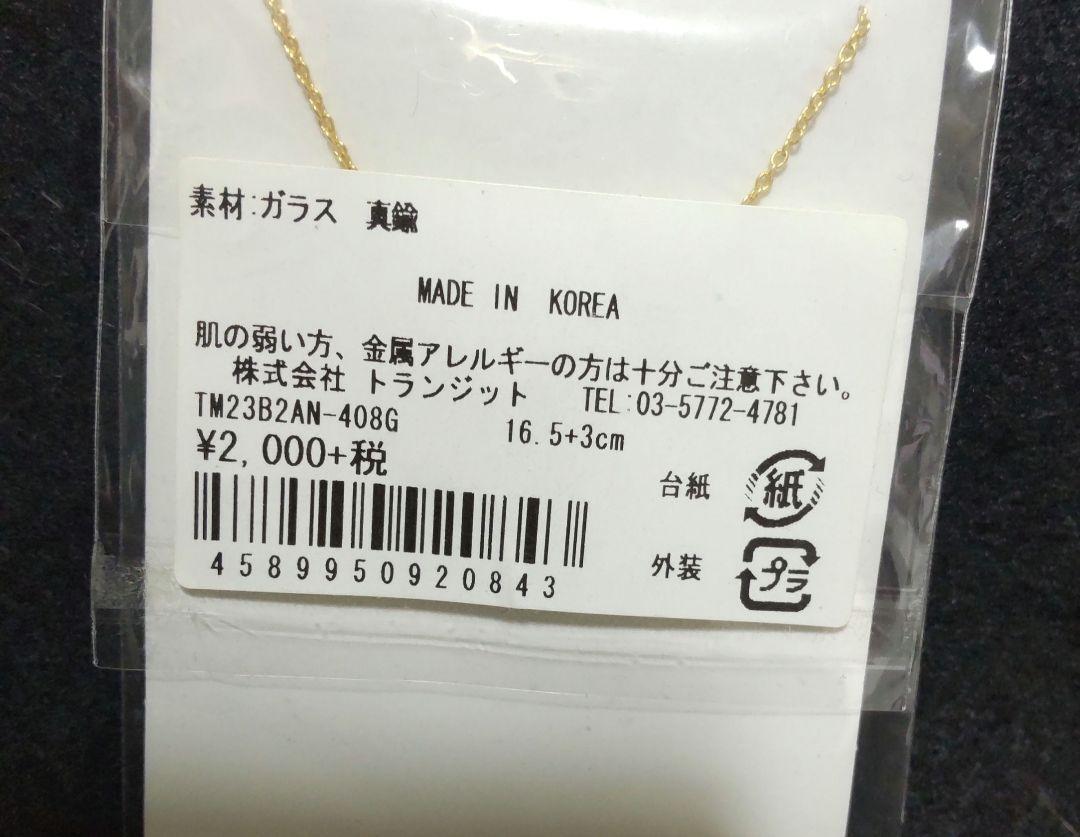 素材:ガラス 真鍮
MADE IN KOREA
肌の弱い方、金属アレルギーの方は十分ご注意下さい。
株式会社 トランジット TEL:03-5772-4781
TM23B2AN-408G 16.5+3cm
¥2,000+税
台紙 紙
外装 プラ
4589950920843